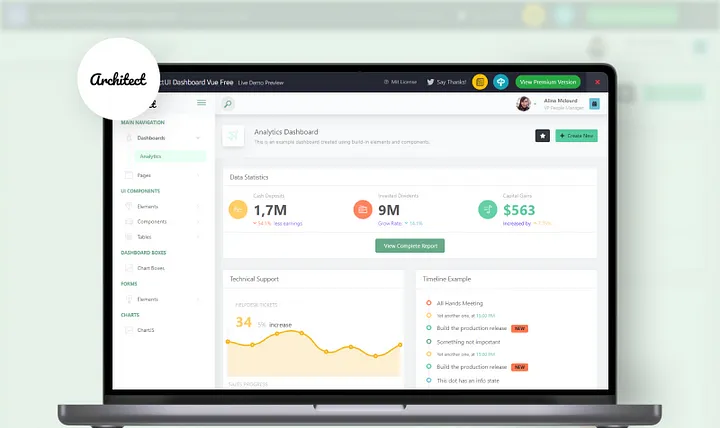 Architect
ctUI Dashboard Vue Free Live Demo Preview
MIT License
Say Thanks!
View Premium Version
Alina Mclourd
VP People Manager
MAIN NAVIGATION
Dashboards
Analytics
Pages
UI COMPONENTS
Elements
Components
Tables
DASHBOARD BOXES
Chart Boxes
FORMS
Elements
CHARTS
ChartJS
Analytics Dashboard
This is an example dashboard created using build-in elements and components.
Create New
Data Statistics
Cash Deposits
1,7M
54.1% less earnings
Invested Dividents
9M
Grow Rate: 14.1%
Capital Gains
$563
Increased by
View Complete Report
Technical Support
HELPDESK TICKETS
34 5% increase
SALES PROGRESS
Timeline Example
All Hands Meeting
Yet another one, at 15:00 PM
Build the production release NEW
Something not important
Yet another one, at 15:00 PM
Build the production release NEW
This dot has an info state